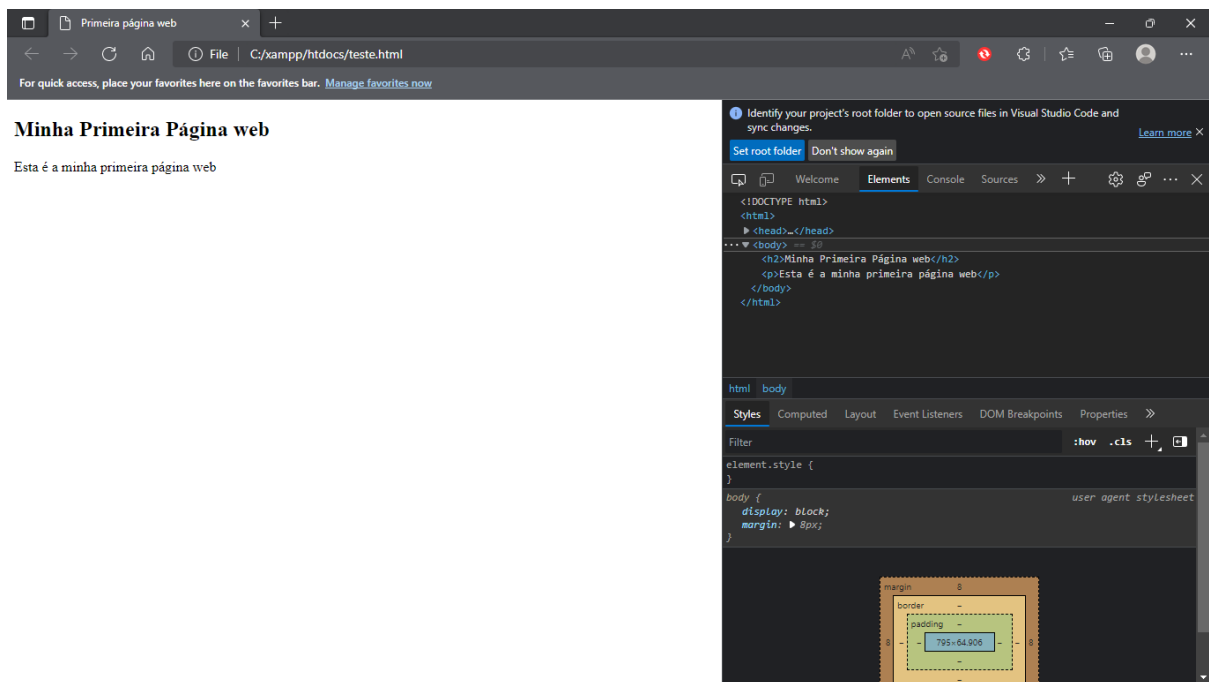 Primeira página web
File C:/xampp/htdocs/teste.html
For quick access, place your favorites here on the favorites bar. Manage favorites now
Minha Primeira Página web
Esta é a minha primeira página web
Identify your project's root folder to open source files in Visual Studio Code and
sync changes.
Learn more
Set root folder Don't show again
Welcome Elements Console Sources
<!DOCTYPE html>
<html>
<head>…</head>
<body> == $0
<h2>Minha Primeira Página web</h2>
<p>Esta é a minha primeira página web</p>
</body>
</html>
html body
Styles Computed Layout Event Listeners DOM Breakpoints Properties
Filter :hov .cls
element.style {
}
body { user agent stylesheet
display: block;
margin: 8px;
}
margin 8
border -
padding -
8 - - 795×64.906 - - 8
-
-